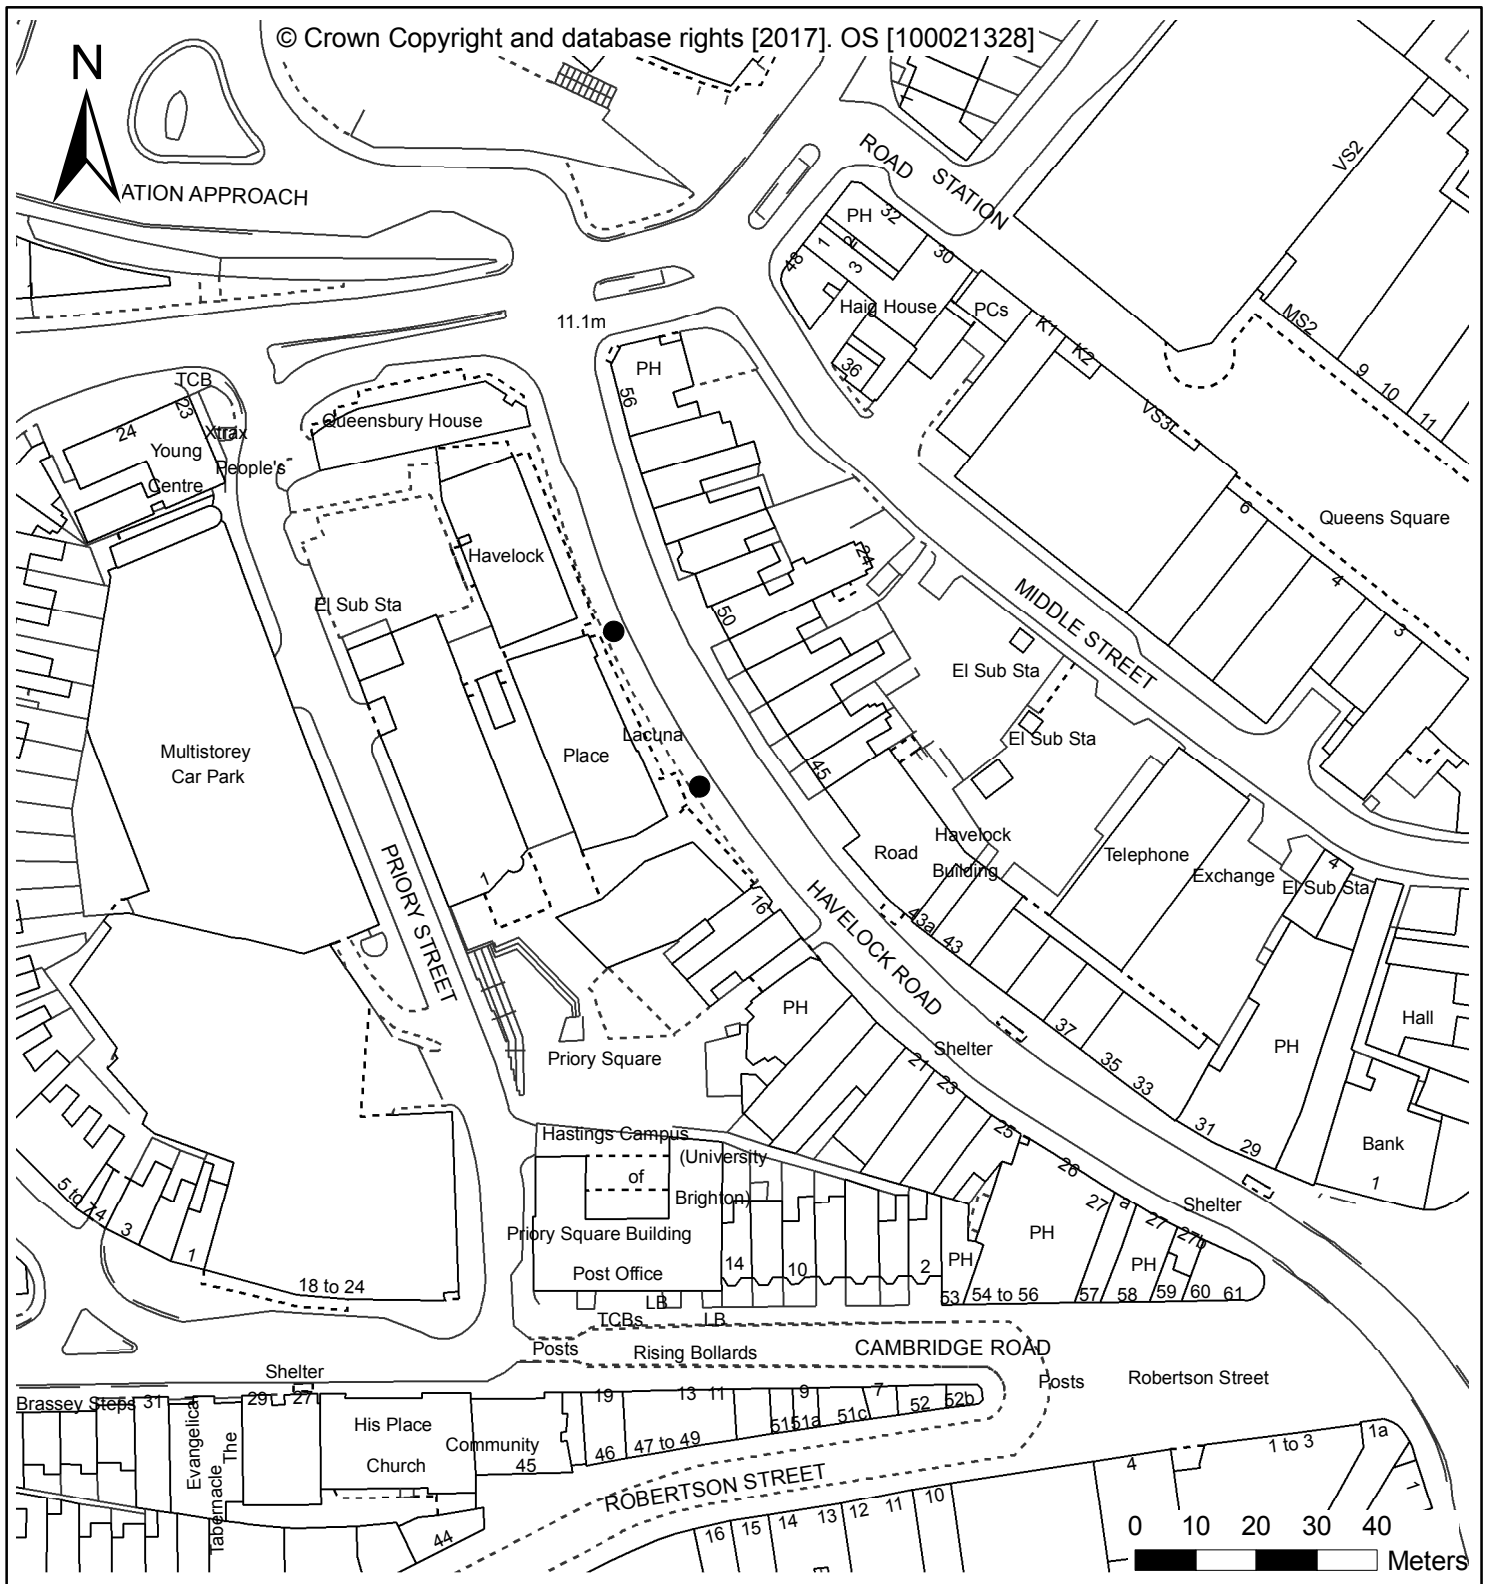 © Crown Copyright and database rights [2017]. OS [100021328]
N
ATION APPROACH
ROAD
STATION
VS2
PH
32
1
2
3
48
30
Haig House
PCs
K1
K2
36
MS2
9
10
11
11.1m
PH
56
VS3
TCB
23
24
Xtrax
Young
People's
Centre
Queensbury House
6
Queens Square
4
3
Havelock
24
El Sub Sta
50
MIDDLE STREET
El Sub Sta
El Sub Sta
Lacuna
Place
45
Multistorey
Car Park
Road
Havelock
Building
Telephone
Exchange
4
El Sub Sta
PRIORY STREET
1
16
HAVELOCK ROAD
43a
43
PH
37
35
33
Hall
PH
Shelter
21
23
Priory Square
31
29
Bank
1
25
26
Hastings Campus
(University
of
Brighton)
Shelter
27
a
27
27b
5 to 74
3
1
Priory Square Building
PH
PH
PH
Post Office
14
10
2
18 to 24
53
54 to 56
57
58
59
60
61
LB
TCBs
LB
Posts
Rising Bollards
CAMBRIDGE ROAD
Posts
Robertson Street
Shelter
Brassey Steps
31
29
27
19
13
11
9
7
52
52b
51
51a
51c
Evangelical
The
Tabernacle
His Place
Church
Community
45
46
47 to 49
1 to 3
1a
1
4
ROBERTSON STREET
44
16
15
14
13
12
11
10
0 10 20 30 40
Meters